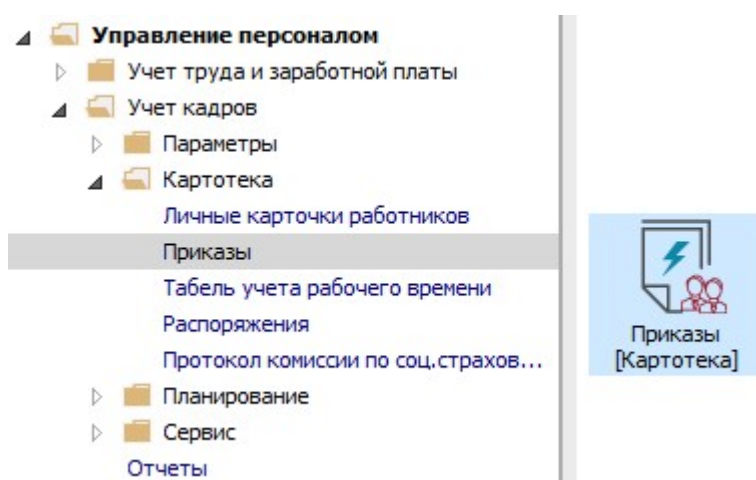 Управление персоналом
Учет труда и заработной платы
Учет кадров
Параметры
Картотека
Личные карточки работников
Приказы
Табель учета рабочего времени
Распоряжения
Протокол комиссии по соц.страхов...
Планирование
Сервис
Отчеты
Приказы
[Картотека]